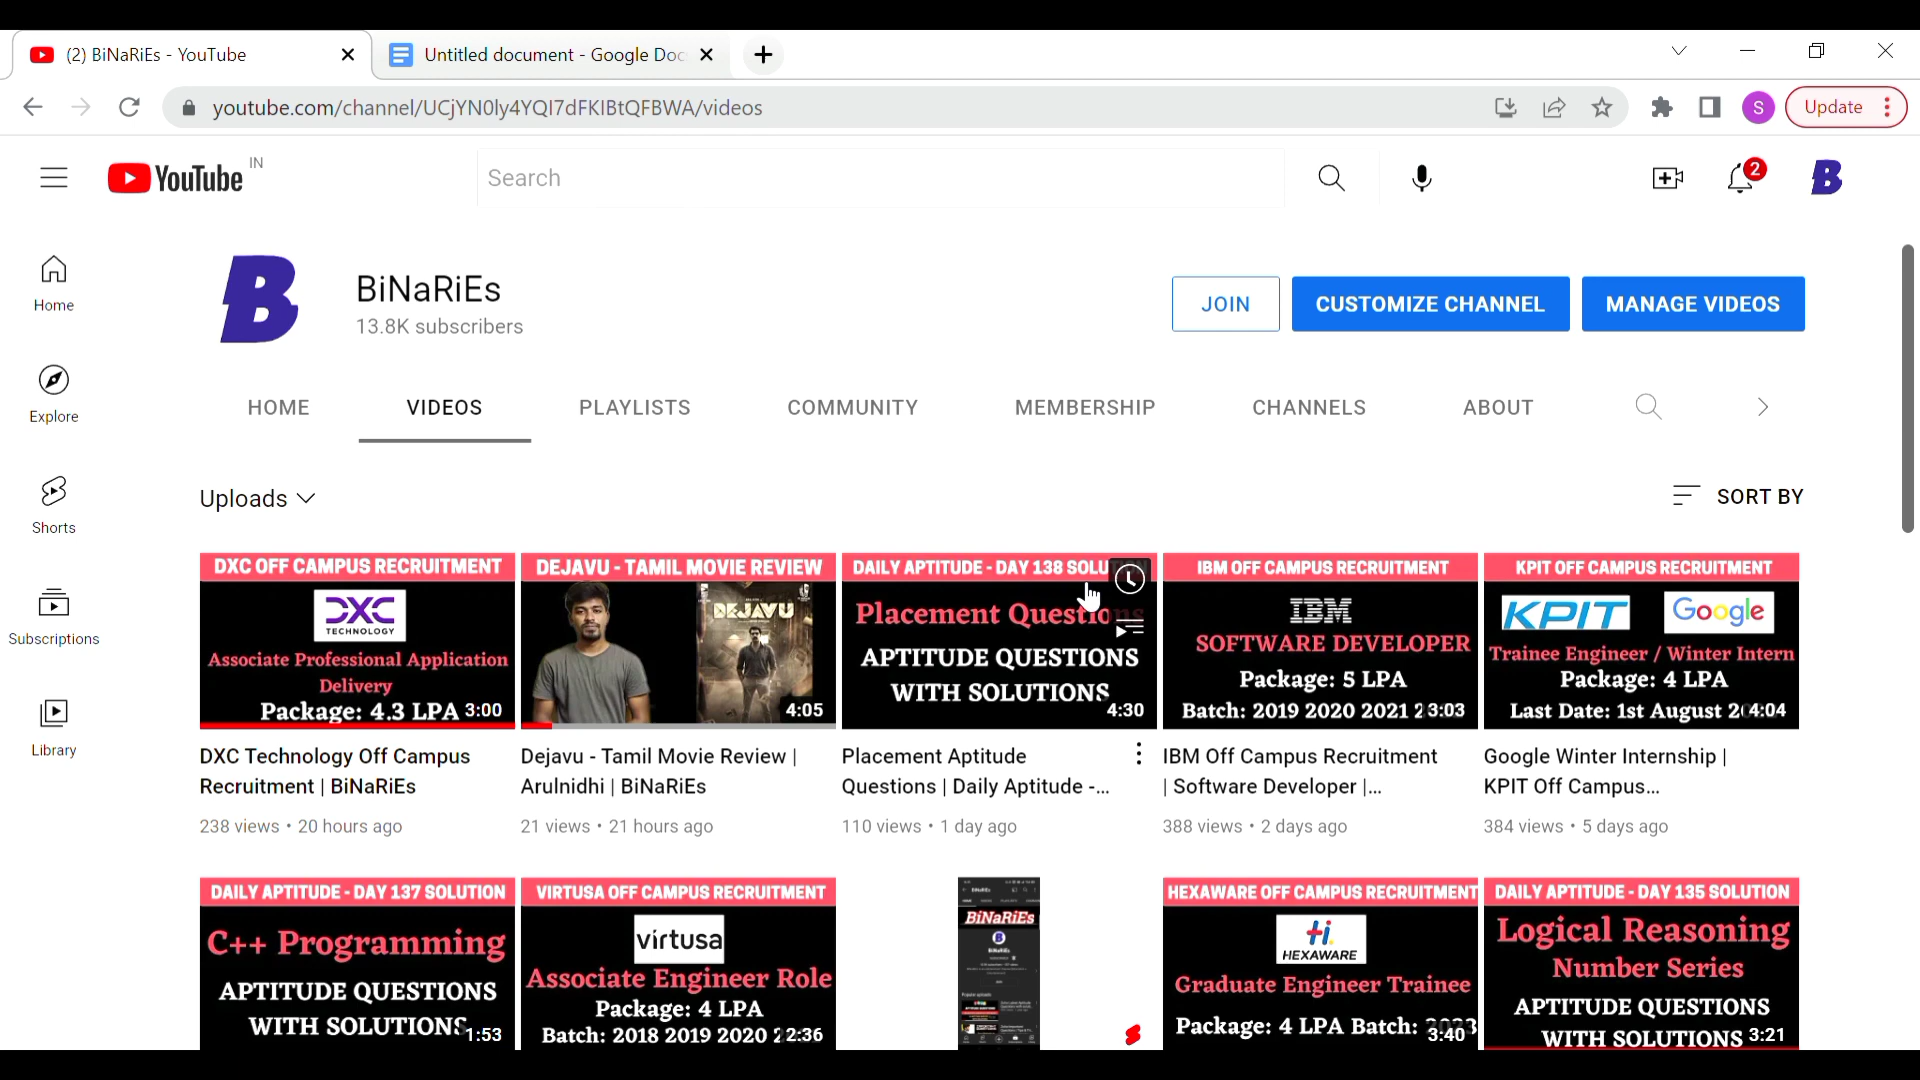 (2) BiNaRiEs - YouTube
Untitled document - Google Doc
youtube.com/channel/UCjYN0ly4YQI7dFKIBtQFBWA/videos
S
Update
YouTube IN
Search
2
B
Home
Explore
Shorts
Subscriptions
Library
B
BiNaRiEs
13.8K subscribers
JOIN
CUSTOMIZE CHANNEL
MANAGE VIDEOS
HOME
VIDEOS
PLAYLISTS
COMMUNITY
MEMBERSHIP
CHANNELS
ABOUT
Uploads
SORT BY
DXC OFF CAMPUS RECRUITMENT
DXC
TECHNOLOGY
Associate Professional Application
Delivery
Package: 4.3 LPA
3:00
DXC Technology Off Campus
Recruitment | BiNaRiEs
238 views • 20 hours ago
DEJAVU - TAMIL MOVIE REVIEW
DEJAVU
4:05
Dejavu - Tamil Movie Review |
Arulnidhi | BiNaRiEs
21 views • 21 hours ago
DAILY APTITUDE - DAY 138 SOLU
Placement Questions
APTITUDE QUESTIONS
WITH SOLUTIONS
4:30
Placement Aptitude
Questions | Daily Aptitude -...
110 views • 1 day ago
IBM OFF CAMPUS RECRUITMENT
IBM
SOFTWARE DEVELOPER
Package: 5 LPA
Batch: 2019 2020 2021 2
3:03
IBM Off Campus Recruitment
| Software Developer |...
388 views • 2 days ago
KPIT OFF CAMPUS RECRUITMENT
KPIT
Google
Trainee Engineer / Winter Intern
Package: 4 LPA
Last Date: 1st August 2
4:04
Google Winter Internship |
KPIT Off Campus...
384 views • 5 days ago
DAILY APTITUDE - DAY 137 SOLUTION
C++ Programming
APTITUDE QUESTIONS
WITH SOLUTIONS
1:53
VIRTUSA OFF CAMPUS RECRUITMENT
virtusa
Associate Engineer Role
Package: 4 LPA
Batch: 2018 2019 2020 2
2:36
BiNaRiEs
HEXAWARE OFF CAMPUS RECRUITMENT
Hi
HEXAWARE
Graduate Engineer Trainee
Package: 4 LPA Batch: 2023
3:40
DAILY APTITUDE - DAY 135 SOLUTION
Logical Reasoning
Number Series
APTITUDE QUESTIONS
WITH SOLUTIONS
3:21